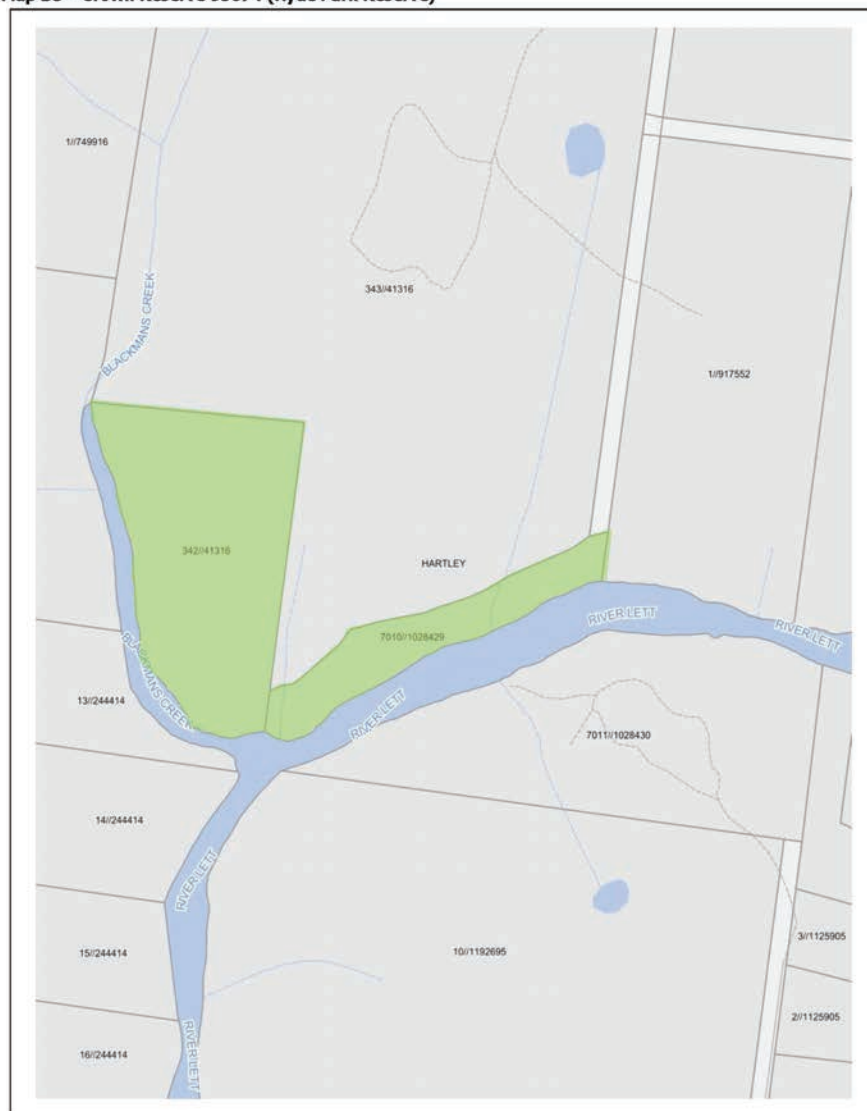 1//749916
BLACKMANS CREEK
343//41316
1//917552
342//41316
HARTLEY
7010//1028429
RIVER LETT
RIVER LETT
BLACKMANS CREEK
13//244414
RIVER LETT
7011//1028430
14//244414
RIVER LETT
15//244414
10//1192695
3//1125905
2//1125905
16//244414
RIVER LETT